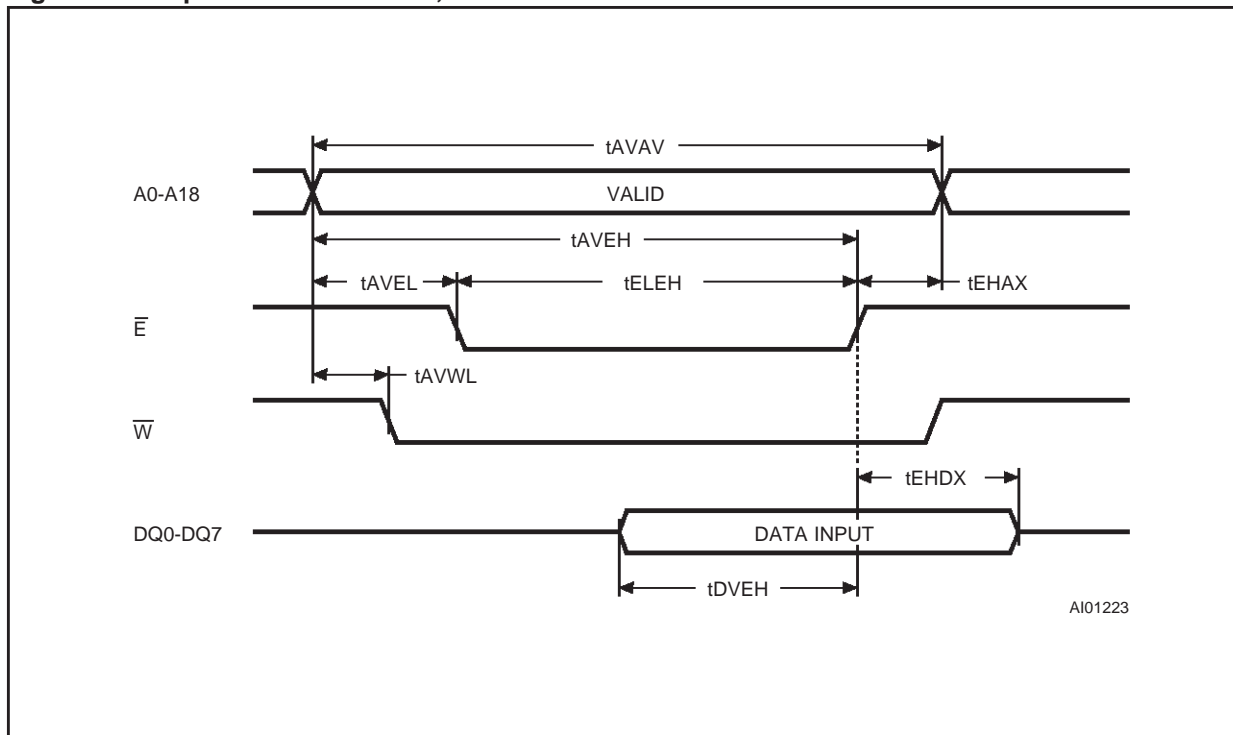 tAVAV
A0-A18
VALID
tAVEH
tAVEL
tELEH
tEHAX
E
tAVWL
W
tEHDX
DQ0-DQ7
DATA INPUT
tDVEH
AI01223